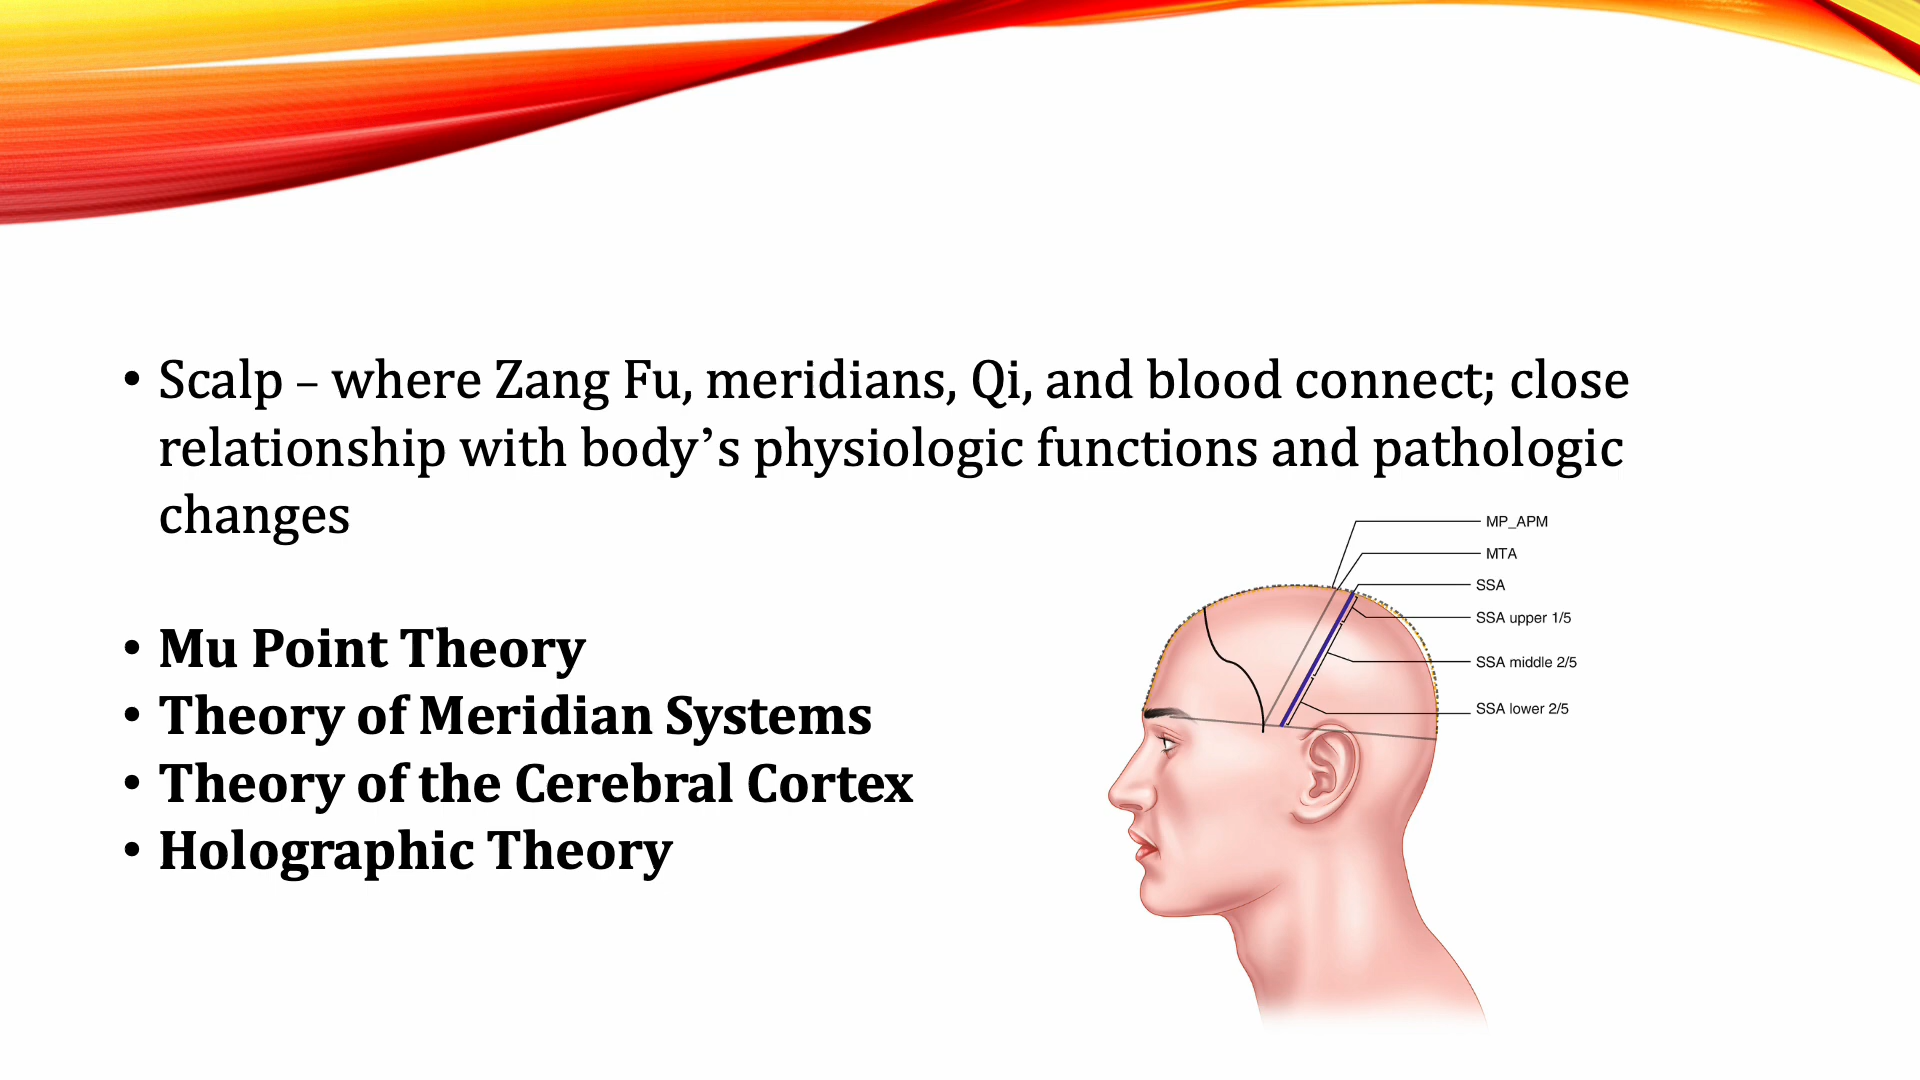 • Scalp – where Zang Fu, meridians, Qi, and blood connect; close
relationship with body’s physiologic functions and pathologic
changes
• Mu Point Theory
• Theory of Meridian Systems
• Theory of the Cerebral Cortex
• Holographic Theory
MP_APM
MTA
SSA
SSA upper 1/5
SSA middle 2/5
SSA lower 2/5